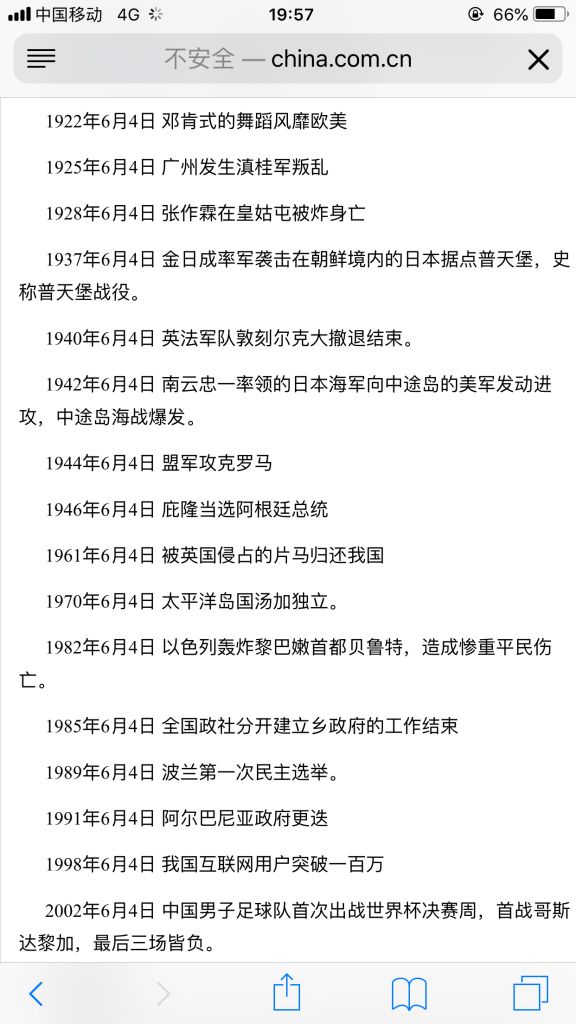 中国移动 4G 19:57 66%
不安全 — china.com.cn
1922年6月4日 邓肯式的舞蹈风靡欧美
1925年6月4日 广州发生滇桂军叛乱
1928年6月4日 张作霖在皇姑屯被炸身亡
1937年6月4日 金日成率军袭击在朝鲜境内的日本据点普天堡，史
称普天堡战役。
1940年6月4日 英法军队敦刻尔克大撤退结束。
1942年6月4日 南云忠一率领的日本海军向中途岛的美军发动进
攻，中途岛海战爆发。
1944年6月4日 盟军攻克罗马
1946年6月4日 庇隆当选阿根廷总统
1961年6月4日 被英国侵占的片马归还我国
1970年6月4日 太平洋岛国汤加独立。
1982年6月4日 以色列轰炸黎巴嫩首都贝鲁特，造成惨重平民伤
亡。
1985年6月4日 全国政社分开建立乡政府的工作结束
1989年6月4日 波兰第一次民主选举。
1991年6月4日 阿尔巴尼亚政府更迭
1998年6月4日 我国互联网用户突破一百万
2002年6月4日 中国男子足球队首次出战世界杯决赛周，首战哥斯
达黎加，最后三场皆负。